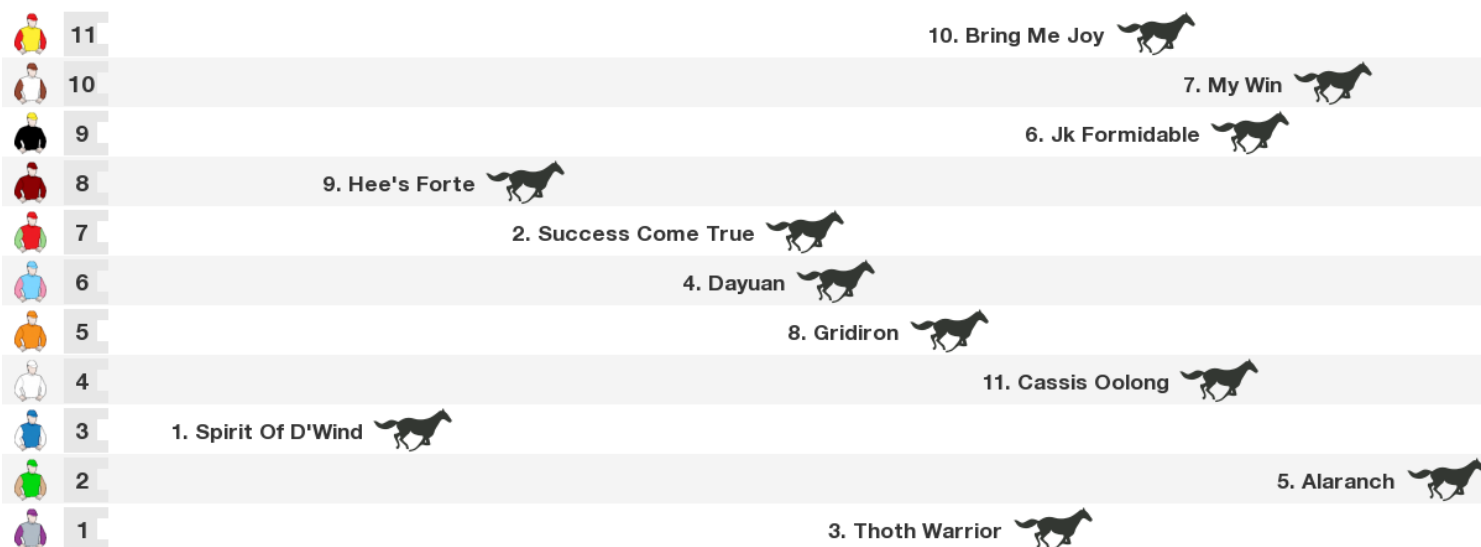 11 10. Bring Me Joy
10 7. My Win
9 6. Jk Formidable
8 9. Hee's Forte
7 2. Success Come True
6 4. Dayuan
5 8. Gridiron
4 11. Cassis Oolong
3 1. Spirit Of D'Wind
2 5. Alaranch
1 3. Thoth Warrior